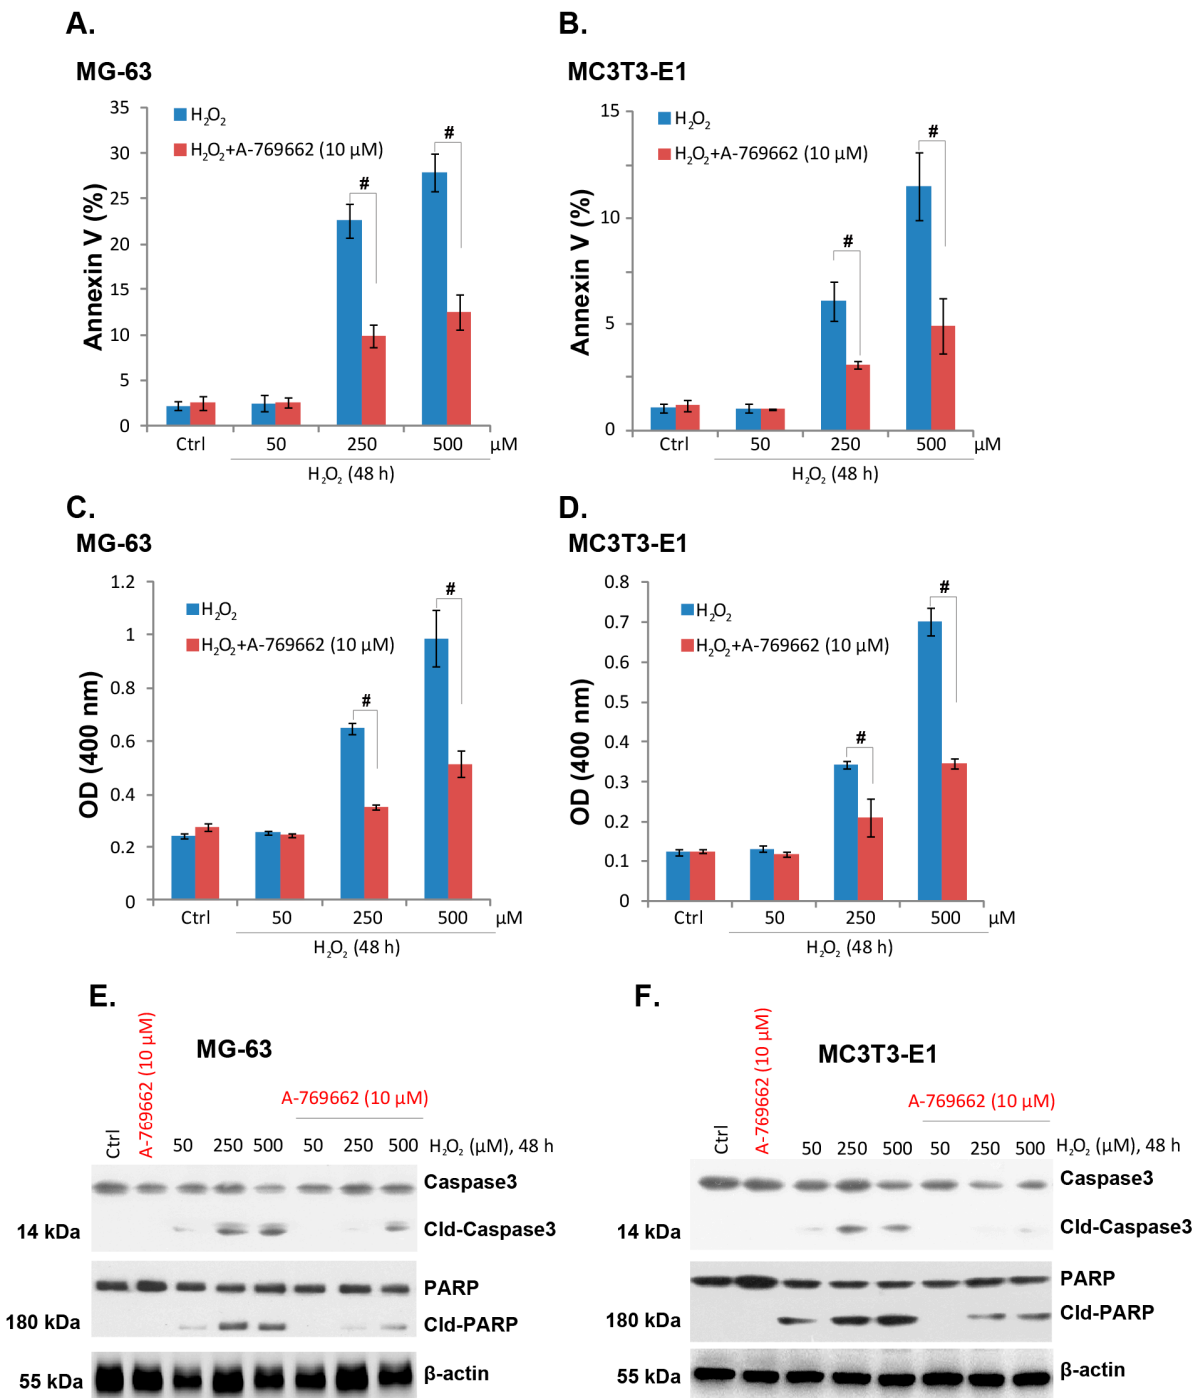 A.
MG-63
Annexin V (%)
35
30
25
20
15
10
5
0
H₂O₂
H₂O₂+A-769662 (10 µM)
#
#
Ctrl 50 250 500 µM
H₂O₂ (48 h)
B.
MC3T3-E1
Annexin V (%)
15
10
5
0
H₂O₂
H₂O₂+A-769662 (10 µM)
#
#
Ctrl 50 250 500 µM
H₂O₂ (48 h)
C.
MG-63
OD (400 nm)
1.2
1
0.8
0.6
0.4
0.2
0
H₂O₂
H₂O₂+A-769662 (10 µM)
#
#
Ctrl 50 250 500 µM
H₂O₂ (48 h)
D.
MC3T3-E1
OD (400 nm)
0.8
0.7
0.6
0.5
0.4
0.3
0.2
0.1
0
H₂O₂
H₂O₂+A-769662 (10 µM)
#
#
Ctrl 50 250 500 µM
H₂O₂ (48 h)
E.
MG-63
A-769662 (10 µM)
Ctrl A-769662 (10 µM) 50 250 500 50 250 500 H₂O₂ (µM), 48 h
Caspase3
14 kDa Cld-Caspase3
PARP
180 kDa Cld-PARP
55 kDa β-actin
F.
MC3T3-E1
A-769662 (10 µM)
Ctrl A-769662 (10 µM) 50 250 500 50 250 500 H₂O₂ (µM), 48 h
Caspase3
14 kDa Cld-Caspase3
PARP
180 kDa Cld-PARP
55 kDa β-actin